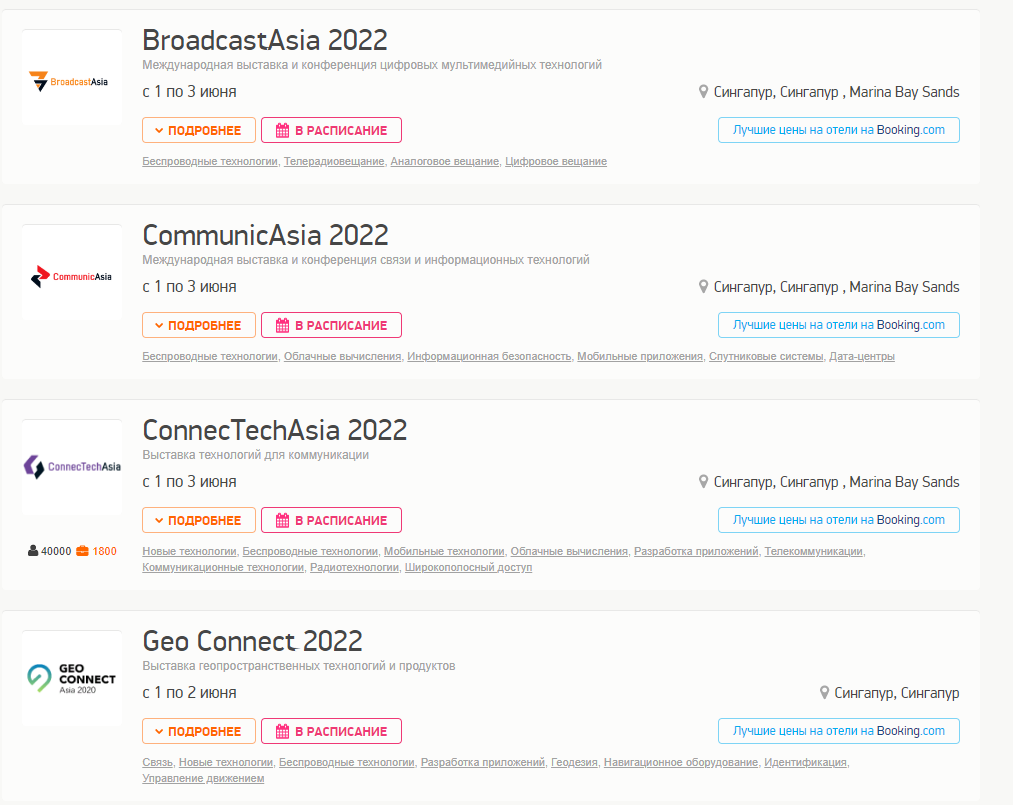 BroadcastAsia 2022
Международная выставка и конференция цифровых мультимедийных технологий
BroadcastAsia
с 1 по 3 июня
Сингапур, Сингапур , Marina Bay Sands
ПОДРОБНЕЕ
В РАСПИСАНИЕ
Лучшие цены на отели на Booking.com
Беспроводные технологии, Телерадиовещание, Аналоговое вещание, Цифровое вещание
CommunicAsia 2022
Международная выставка и конференция связи и информационных технологий
CommunicAsia
с 1 по 3 июня
Сингапур, Сингапур , Marina Bay Sands
ПОДРОБНЕЕ
В РАСПИСАНИЕ
Лучшие цены на отели на Booking.com
Беспроводные технологии, Облачные вычисления, Информационная безопасность, Мобильные приложения, Спутниковые системы, Дата-центры
ConnecTechAsia 2022
Выставка технологий для коммуникации
ConnecTechAsia
с 1 по 3 июня
Сингапур, Сингапур , Marina Bay Sands
ПОДРОБНЕЕ
В РАСПИСАНИЕ
Лучшие цены на отели на Booking.com
40000 1800
Новые технологии, Беспроводные технологии, Мобильные технологии, Облачные вычисления, Разработка приложений, Телекоммуникации,
Коммуникационные технологии, Радиотехнологии, Широкополосный доступ
Geo Connect 2022
Выставка геопространственных технологий и продуктов
GEO
CONNECT
Asia 2020
с 1 по 2 июня
Сингапур, Сингапур
ПОДРОБНЕЕ
В РАСПИСАНИЕ
Лучшие цены на отели на Booking.com
Связь, Новые технологии, Беспроводные технологии, Разработка приложений, Геодезия, Навигационное оборудование, Идентификация,
Управление движением